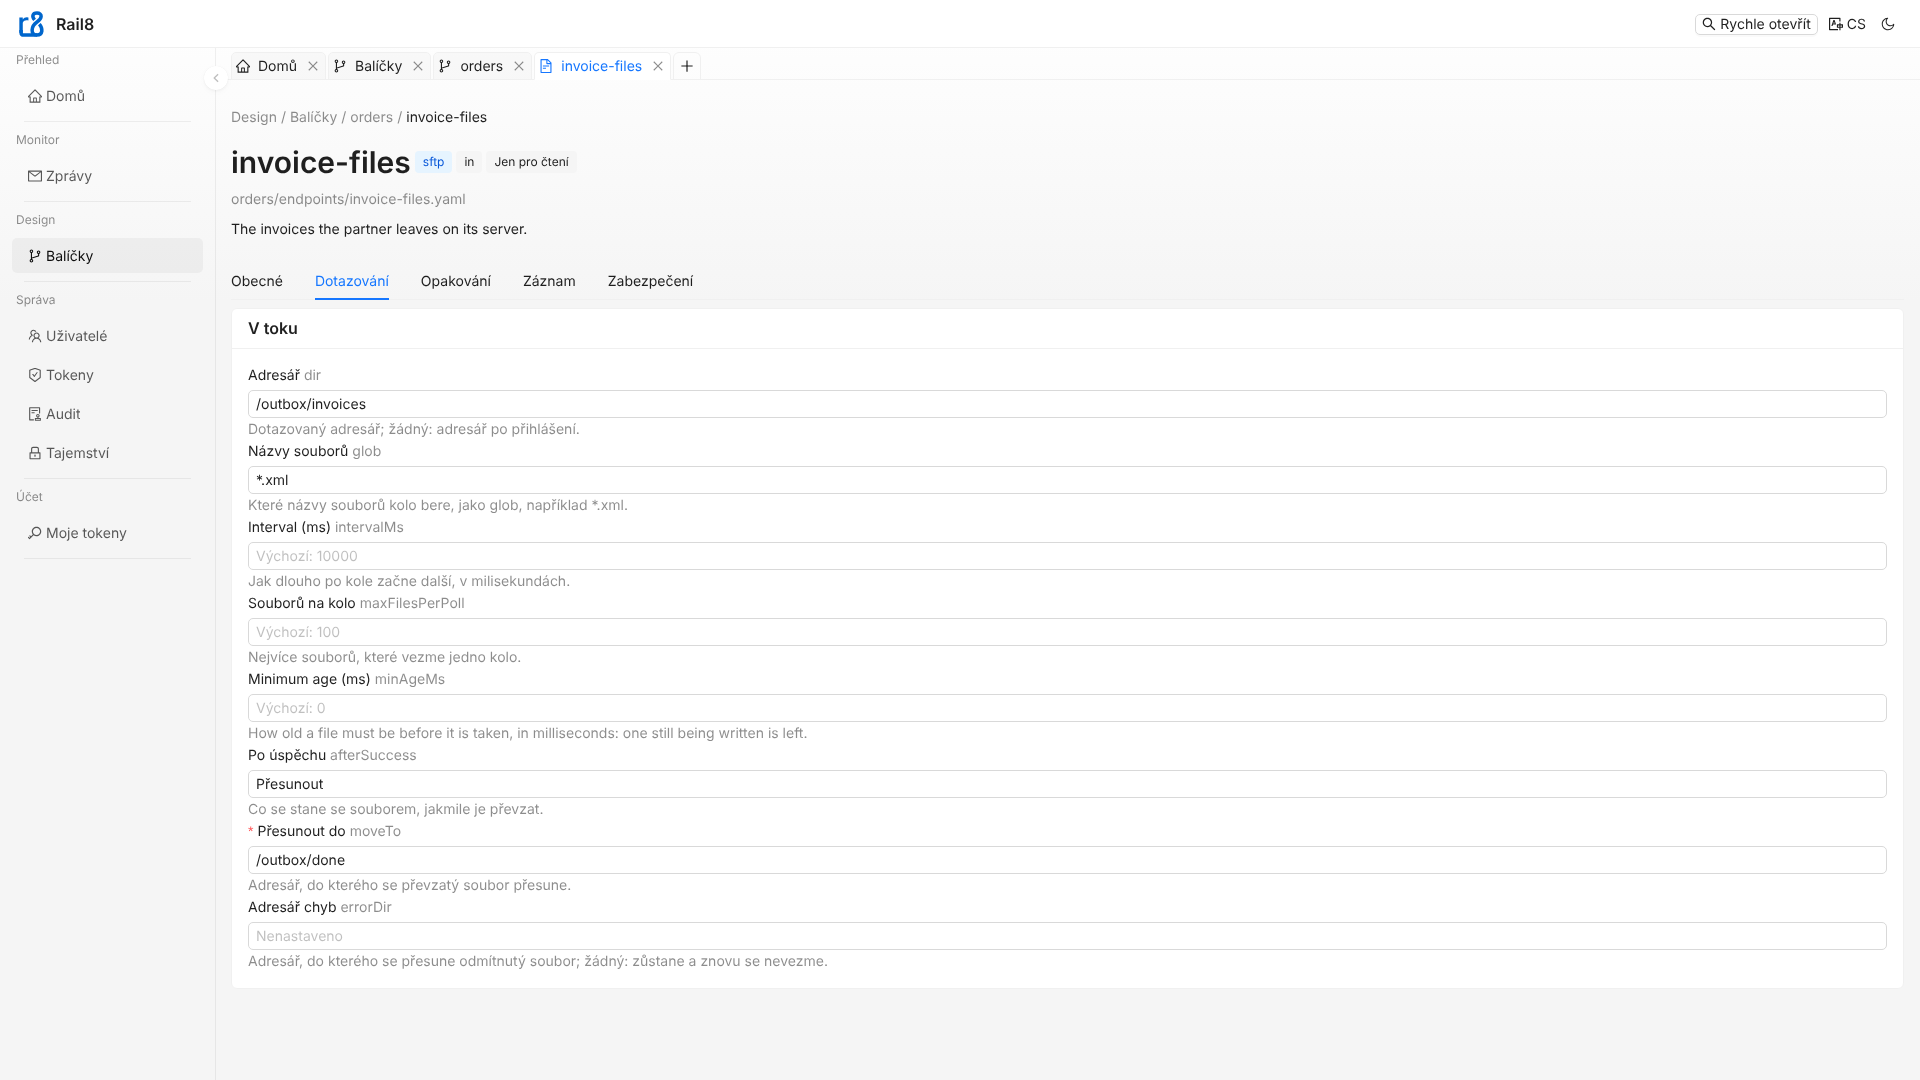 Rail8
Rychle otevřít
CS
Přehled
Domů
Monitor
Zprávy
Design
Balíčky
Správa
Uživatelé
Tokeny
Audit
Tajemství
Účet
Moje tokeny
Domů
Balíčky
orders
invoice-files
Design / Balíčky / orders / invoice-files
invoice-files sftp in Jen pro čtení
orders/endpoints/invoice-files.yaml
The invoices the partner leaves on its server.
Obecné Dotazování Opakování Záznam Zabezpečení
V toku
Adresář dir
/outbox/invoices
Dotazovaný adresář; žádný: adresář po přihlášení.
Názvy souborů glob
*.xml
Které názvy souborů kolo bere, jako glob, například *.xml.
Interval (ms) intervalMs
Výchozí: 10000
Jak dlouho po kole začne další, v milisekundách.
Souborů na kolo maxFilesPerPoll
Výchozí: 100
Nejvíce souborů, které vezme jedno kolo.
Minimum age (ms) minAgeMs
Výchozí: 0
How old a file must be before it is taken, in milliseconds: one still being written is left.
Po úspěchu afterSuccess
Přesunout
Co se stane se souborem, jakmile je převzat.
* Přesunout do moveTo
/outbox/done
Adresář, do kterého se převzatý soubor přesune.
Adresář chyb errorDir
Nenastaveno
Adresář, do kterého se přesune odmítnutý soubor; žádný: zůstane a znovu se nevezme.